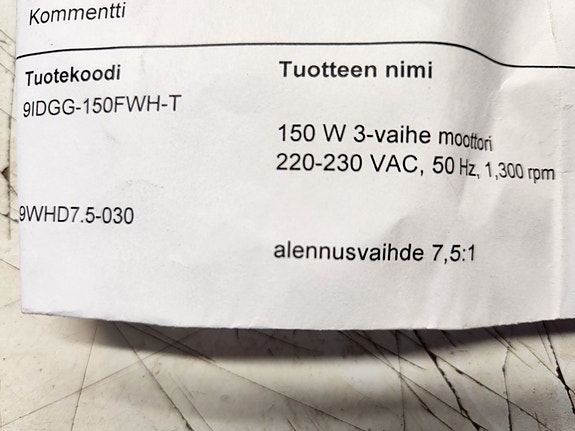 Kommentti
Tuotekoodi
Tuotteen nimi
9IDGG-150FWH-T
150 W 3-vaihe moottori
220-230 VAC, 50 Hz, 1,300 rpm
9WHD7.5-030
alennusvaihde 7,5:1